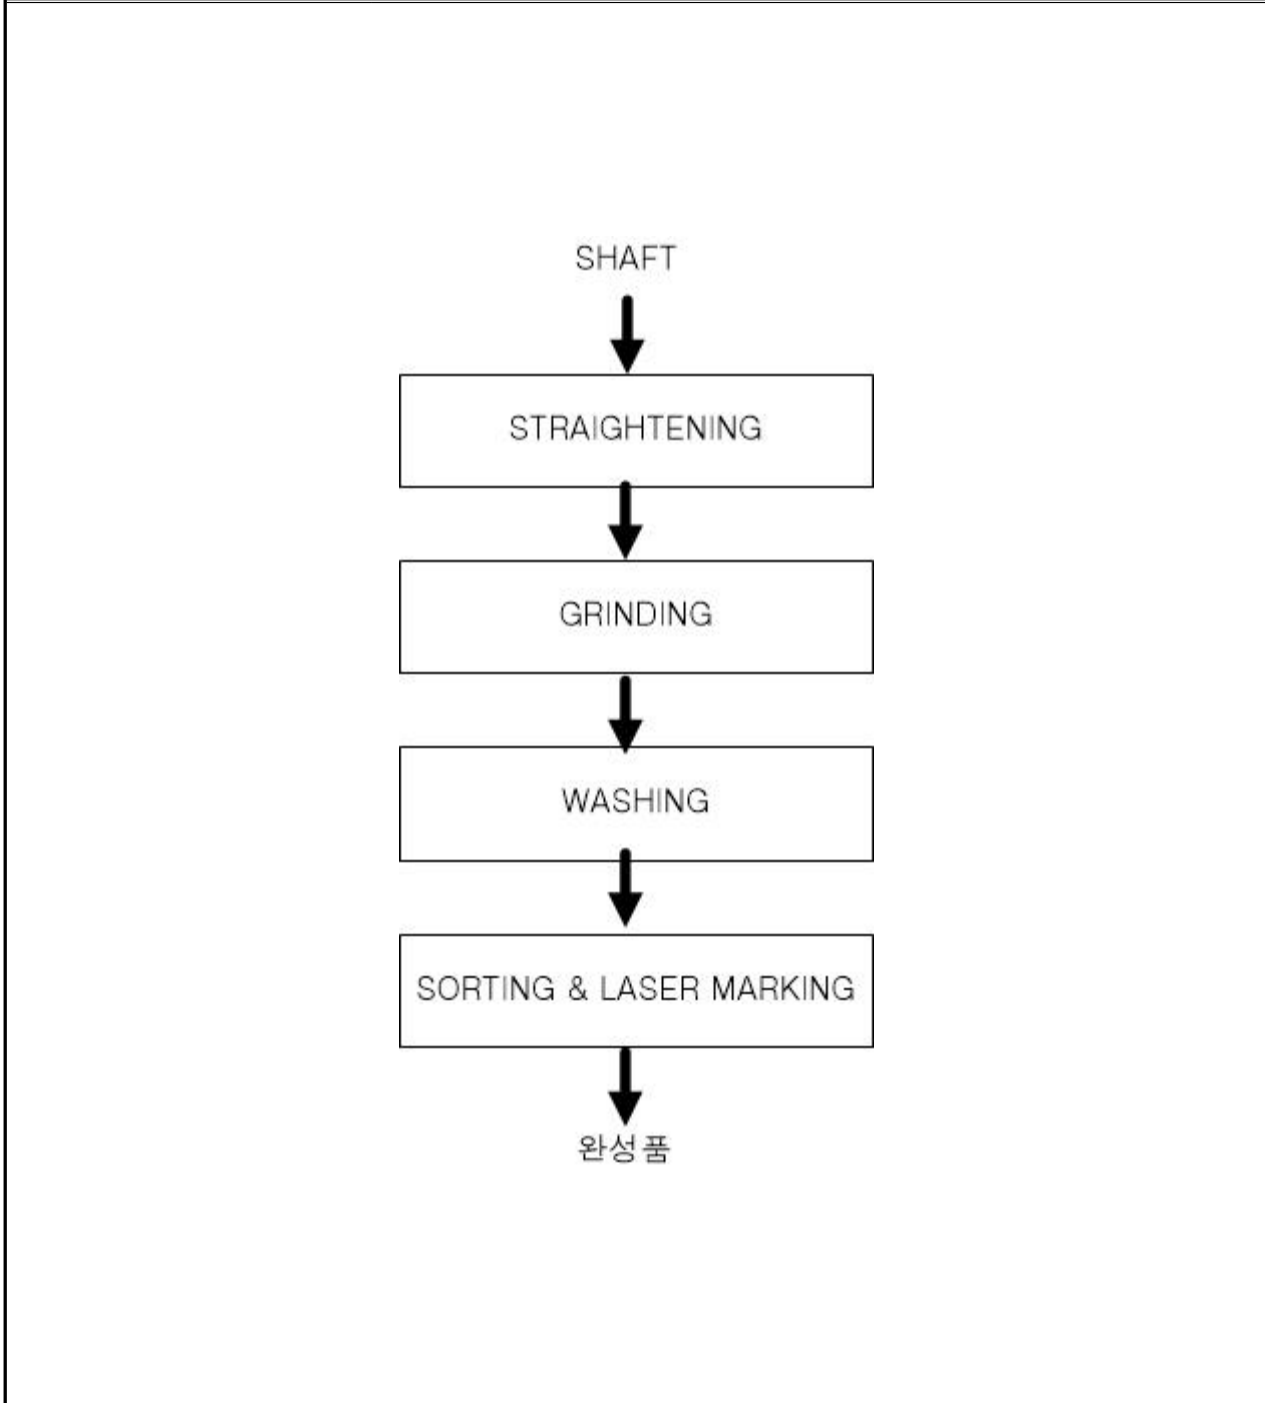 SHAFT
STRAIGHTENING
GRINDING
WASHING
SORTING & LASER MARKING
완성품